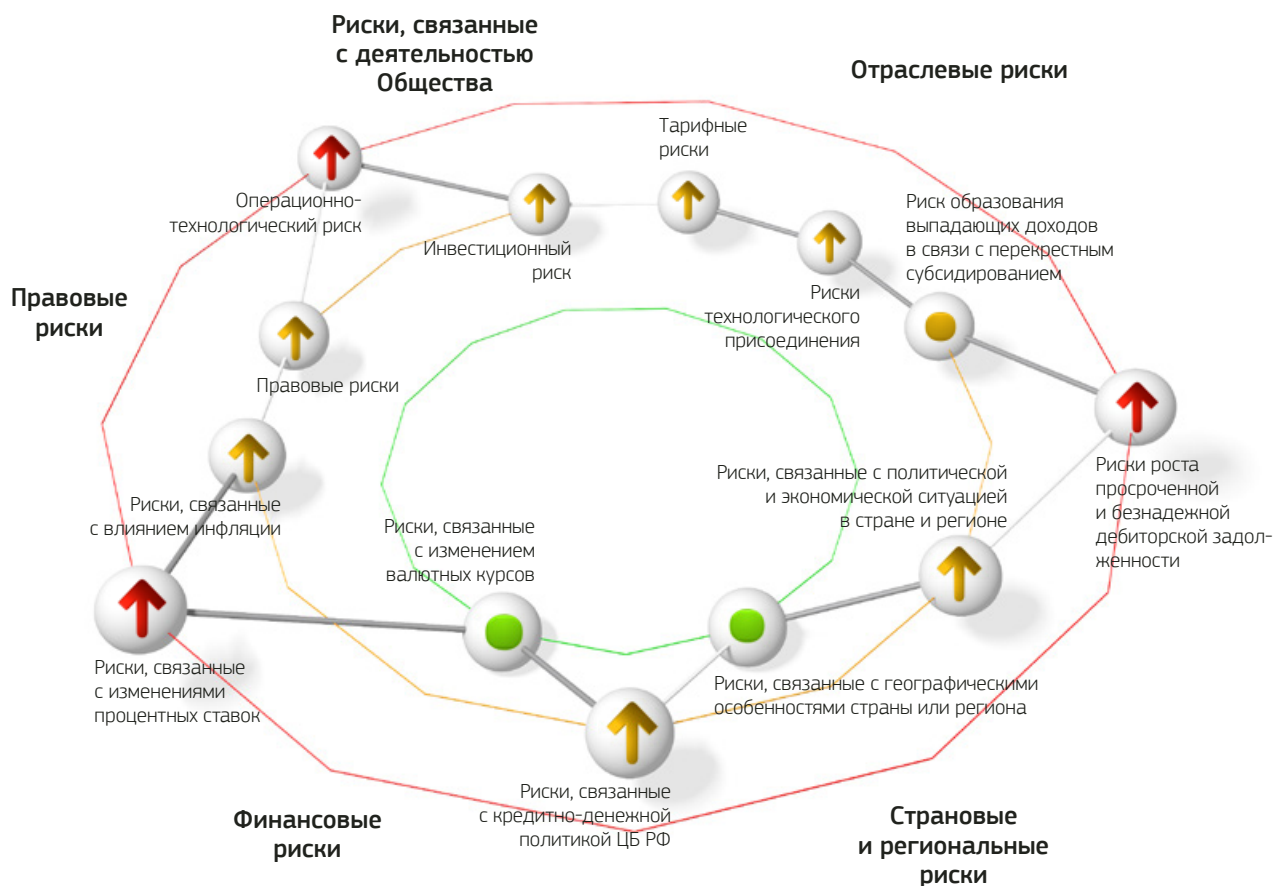 Риски, связанные
с деятельностью
Общества
Отраслевые риски
Тарифные
риски
Операционно-
технологический риск
Инвестиционный
риск
Риск образования
выпадающих доходов
в связи с перекрестным
субсидированием
Риски
технологического
присоединения
Правовые
риски
Правовые риски
Риски, связанные
с влиянием инфляции
Риски, связанные
с изменением
валютных курсов
Риски, связанные с политической
и экономической ситуацией
в стране и регионе
Риски роста
просроченной
и безнадежной
дебиторской задол-
женности
Риски, связанные
с изменениями
процентных ставок
Риски, связанные с географическими
особенностями страны или региона
Риски, связанные
с кредитно-денежной
политикой ЦБ РФ
Финансовые
риски
Страновые
и региональные
риски